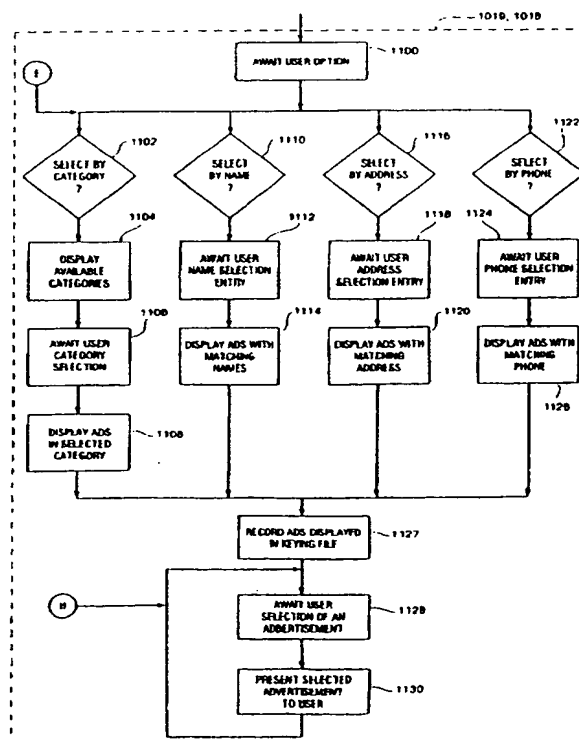 1019, 1018
AWAIT USER OPTION
1100
SELECT BY
CATEGORY
?
1102
SELECT
BY NAME
?
1110
SELECT
BY ADDRESS
?
1116
SELECT
BY PHONE
?
1122
DISPLAY
AVAILABLE
CATEGORIES
1104
AWAIT USER
NAME SELECTION
ENTRY
1112
AWAIT USER
ADDRESS
SELECTION ENTRY
1118
AWAIT USER
PHONE SELECTION
ENTRY
1124
AWAIT USER
CATEGORY
SELECTION
1106
DISPLAY ADS WITH
MATCHING
NAMES
1114
DISPLAY ADS WITH
MATCHING
ADDRESS
1120
DISPLAY ADS WITH
MATCHING
PHONE
1126
DISPLAY ADS
IN SELECTED
CATEGORY
1108
RECORD ADS DISPLAYED
IN KEYING FILE
1127
AWAIT USER
SELECTION OF AN
ADBERTISEMENT
1128
PRESENT SELECTED
ADVERTISEMENT
TO USER
1130